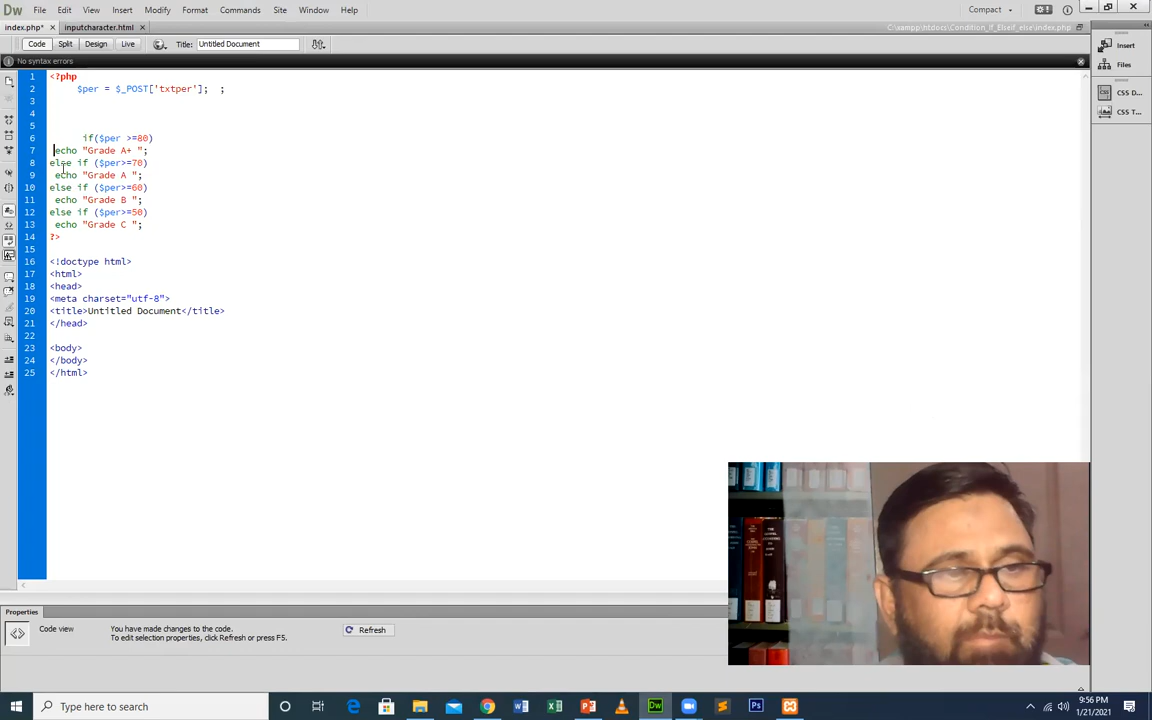 Dw File Edit View Insert Modify Format Commands Site Window Help Compact
index.php* × inputcharacter.html ×
C:\xampp\htdocs\Condition_If_Elseif_else\index.php
Code Split Design Live Title: Untitled Document
Insert
No syntax errors
Files
1 <?php
2 $per = $_POST['txtper']; ;
CSS D...
3
CSS T...
4
5
6 if($per >=80)
7 echo "Grade A+ ";
8 else if ($per>=70)
9 echo "Grade A ";
10 else if ($per>=60)
11 echo "Grade B ";
12 else if ($per>=50)
13 echo "Grade C ";
14 ?>
15
16 <!doctype html>
17 <html>
18 <head>
19 <meta charset="utf-8">
20 <title>Untitled Document</title>
21 </head>
22
23 <body>
24 </body>
25 </html>
Properties
Code view You have made changes to the code.
To edit selection properties, click Refresh or press F5.
Refresh
Type here to search
9:56 PM
1/21/2021